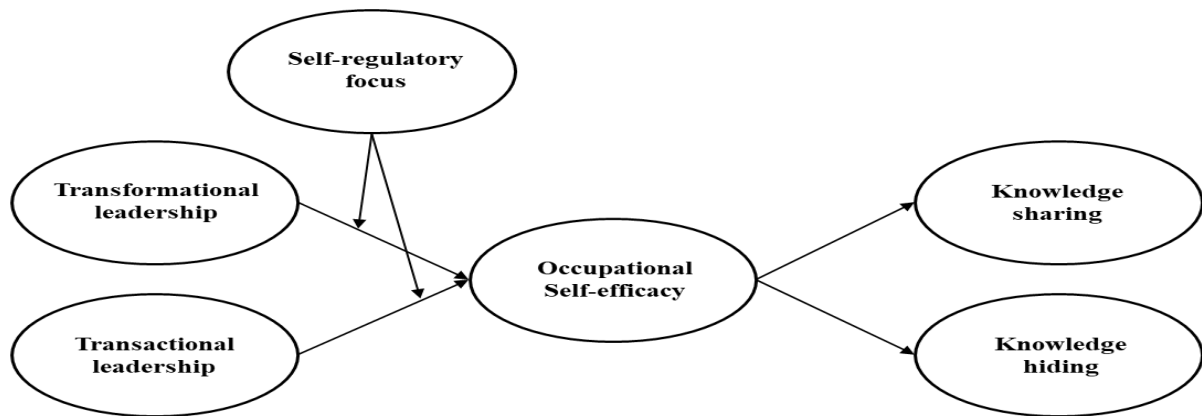 Self-regulatory
focus
Transformational
leadership
Knowledge
sharing
Occupational
Self-efficacy
Transactional
leadership
Knowledge
hiding